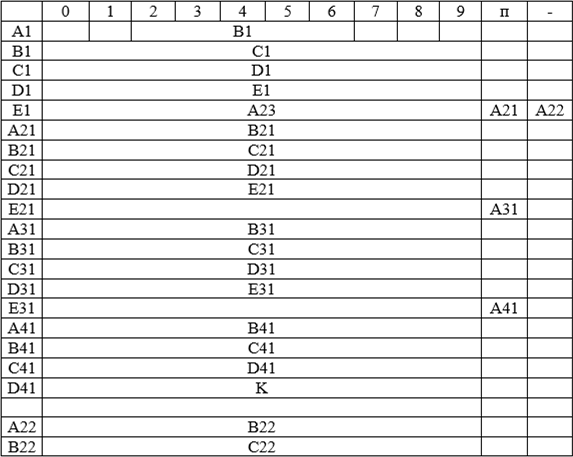 0 1 2 3 4 5 6 7 8 9 п -
A1 B1
B1 C1
C1 D1
D1 E1
E1 A23 A21 A22
A21 B21
B21 C21
C21 D21
D21 E21
E21 A31
A31 B31
B31 C31
C31 D31
D31 E31
E31 A41
A41 B41
B41 C41
C41 D41
D41 K
A22 B22
B22 C22